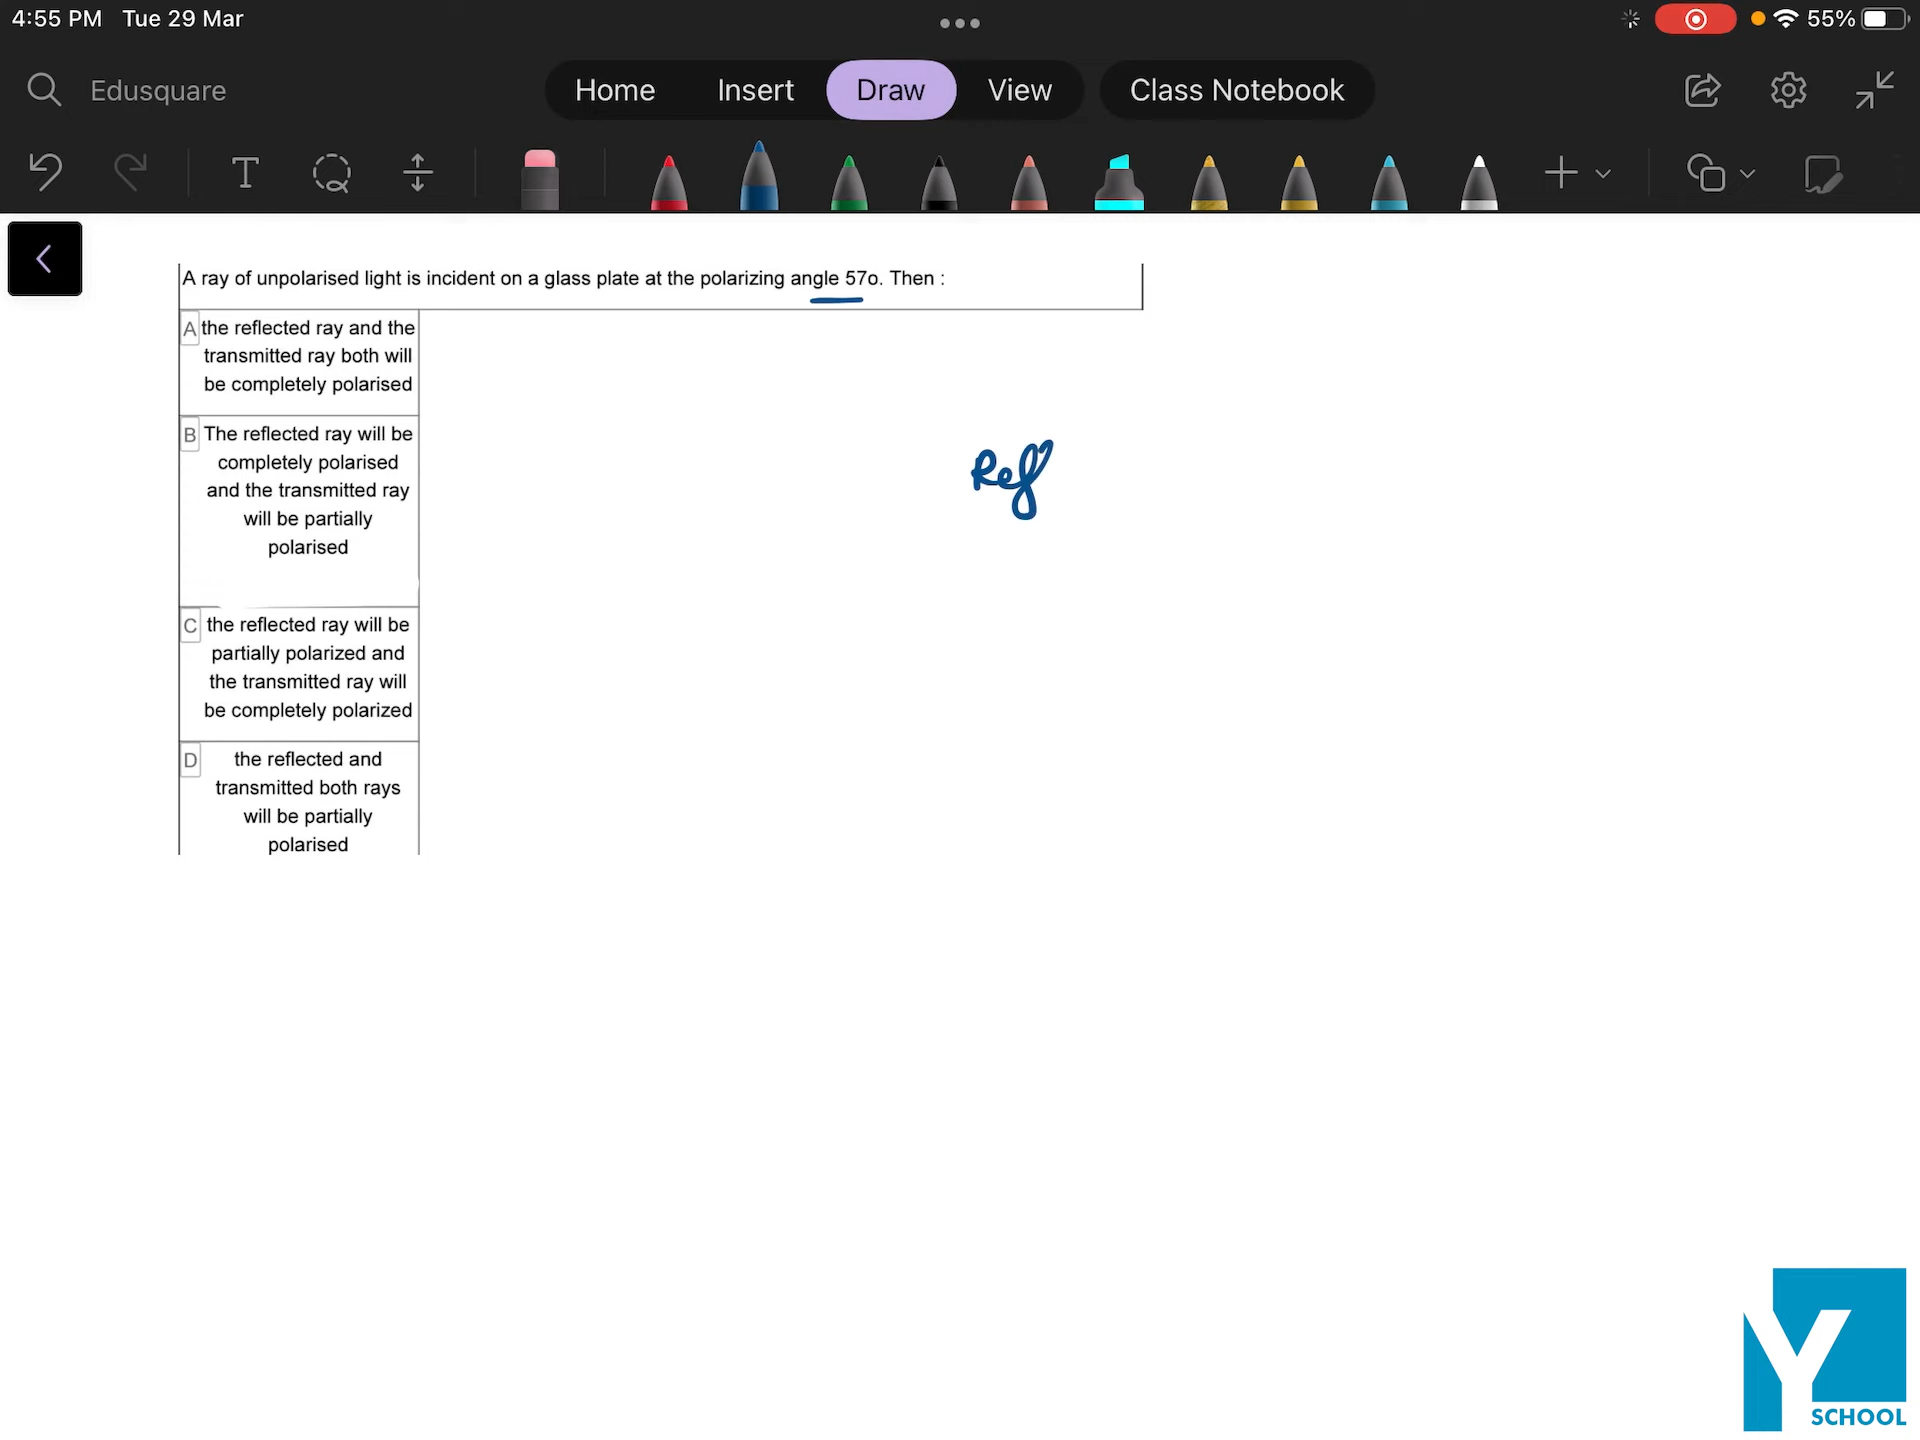 4:55 PM Tue 29 Mar
55%
Edusquare
Home Insert Draw View Class Notebook
T
A ray of unpolarised light is incident on a glass plate at the polarizing angle 57o. Then :
A the reflected ray and the
transmitted ray both will
be completely polarised
B The reflected ray will be
completely polarised
and the transmitted ray
will be partially
polarised
Ref
C the reflected ray will be
partially polarized and
the transmitted ray will
be completely polarized
D the reflected and
transmitted both rays
will be partially
polarised
Y
SCHOOL